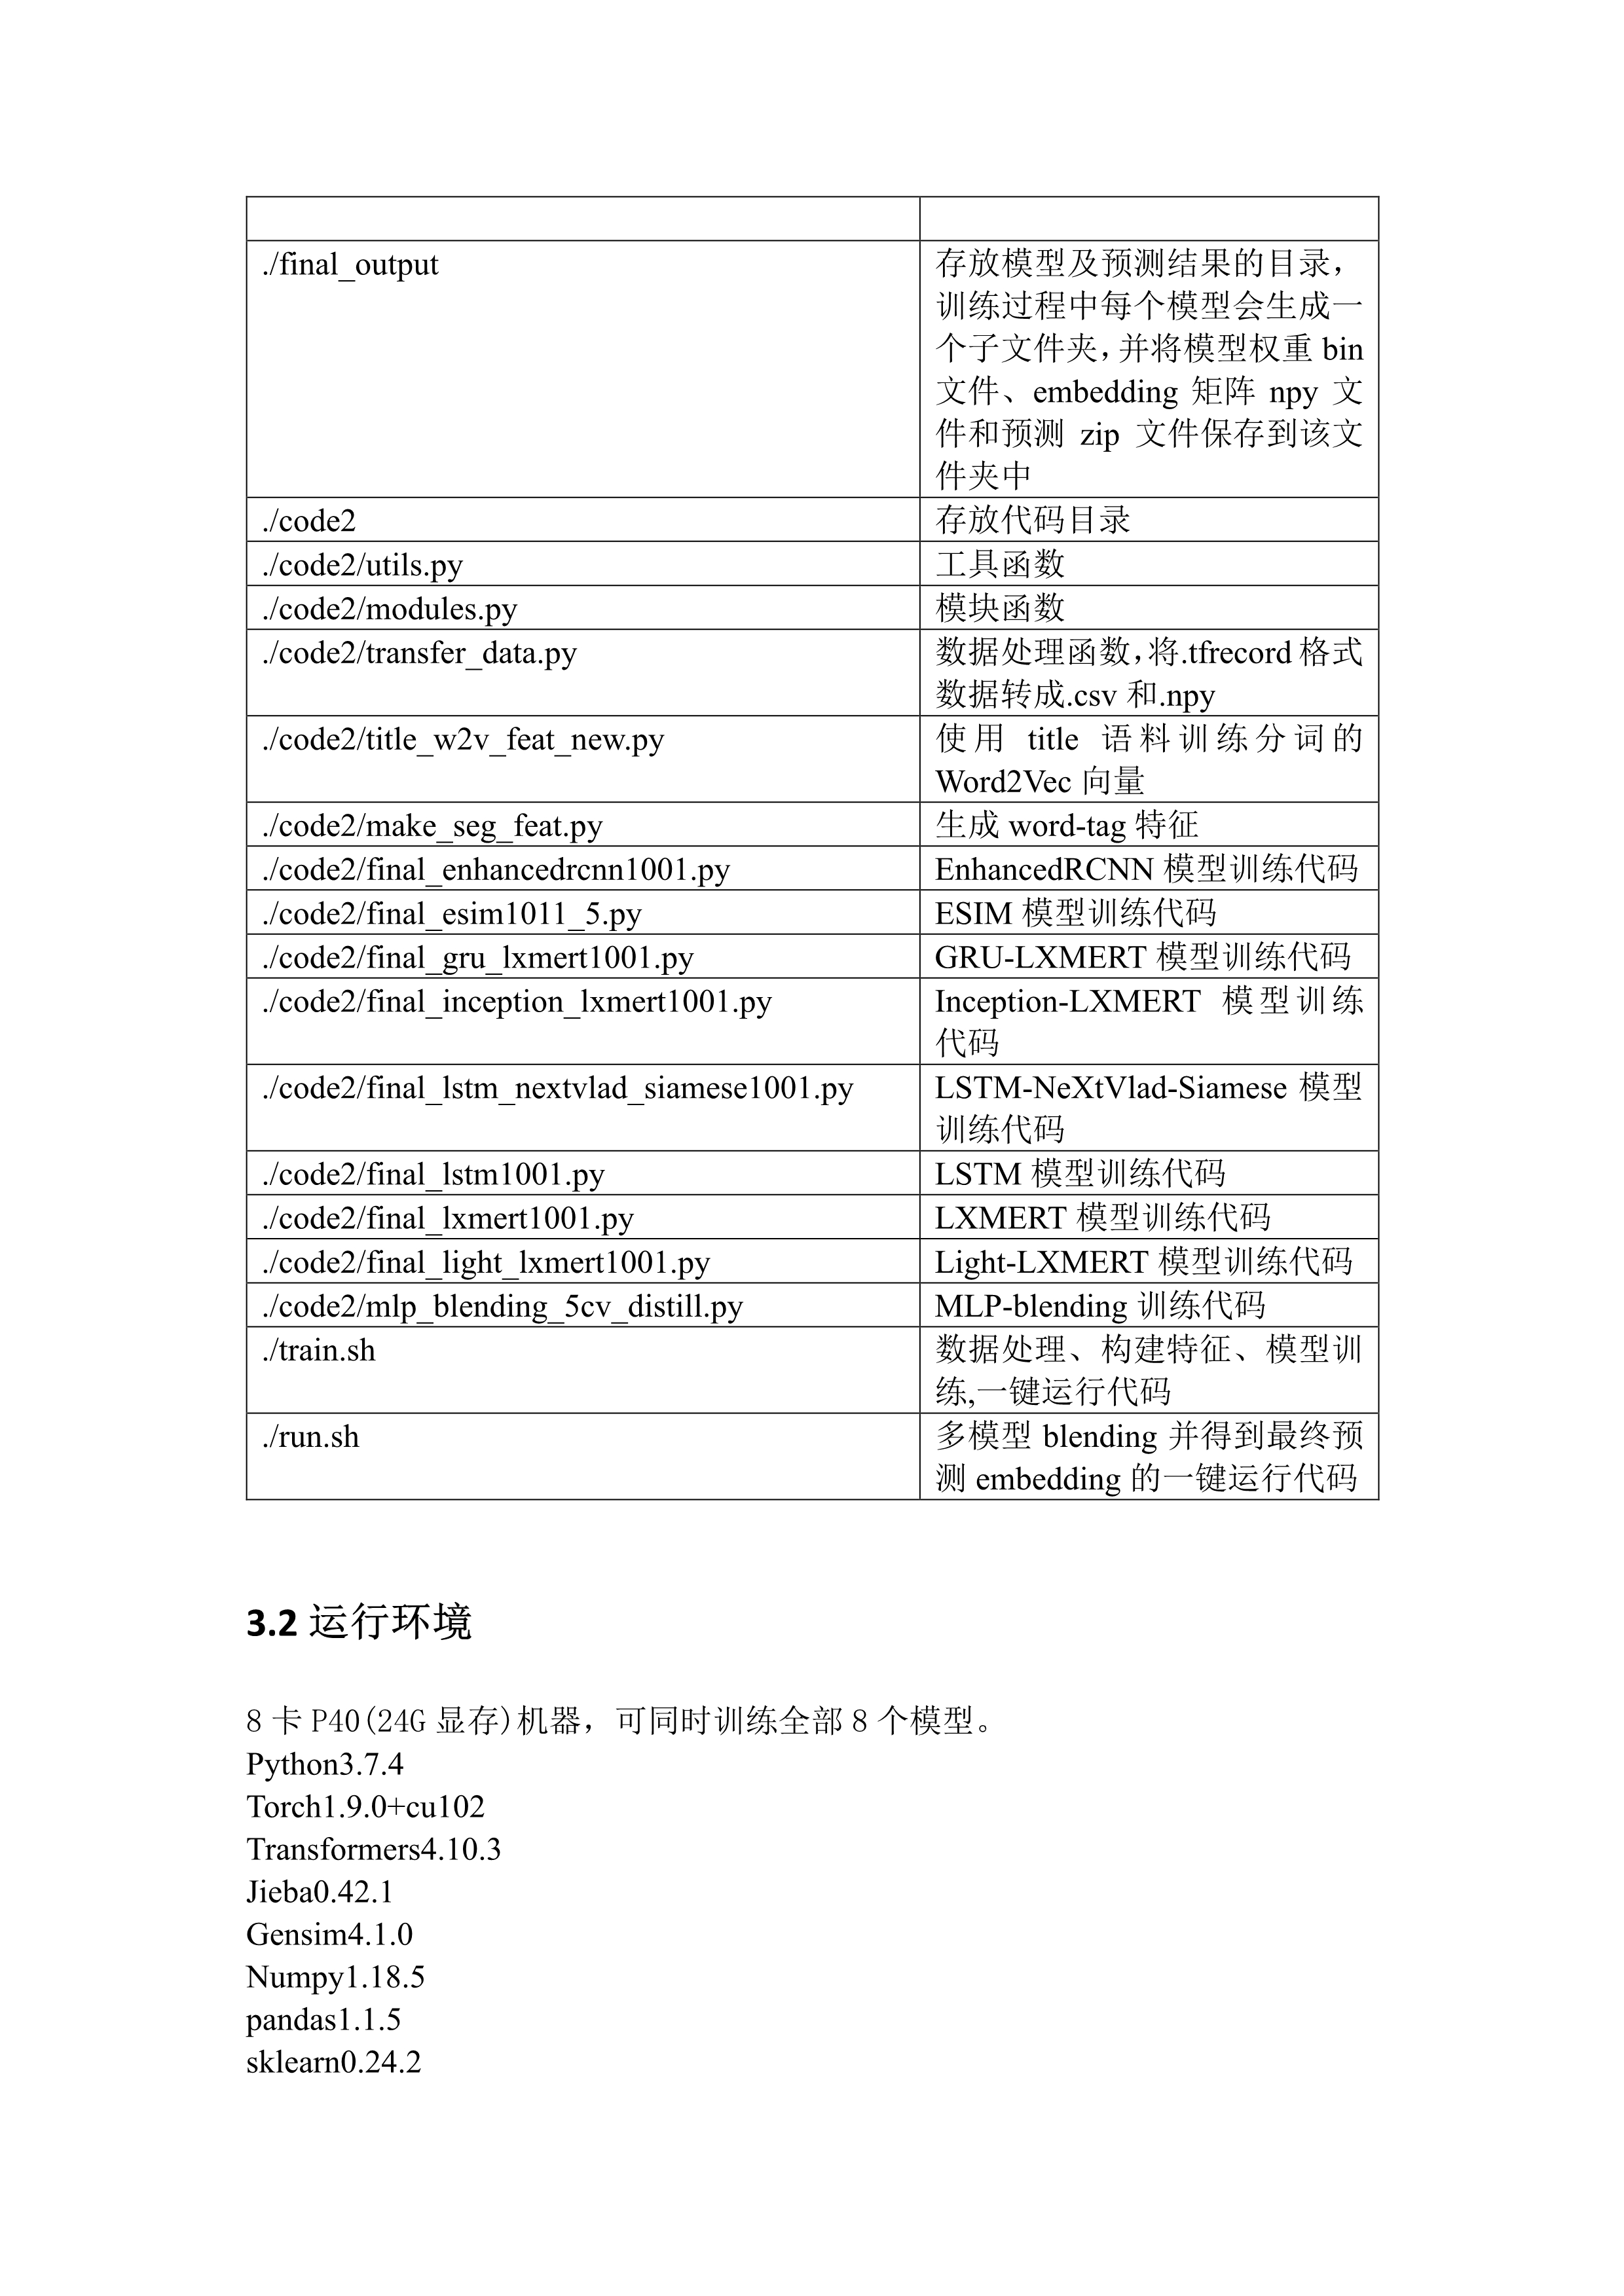 ./final_output
存放模型及预测结果的目录，
训练过程中每个模型会生成一
个子文件夹，并将模型权重 bin
文件、embedding 矩阵 npy 文
件和预测 zip 文件保存到该文
件夹中
./code2
存放代码目录
./code2/utils.py
工具函数
./code2/modules.py
模块函数
./code2/transfer_data.py
数据处理函数，将.tfrecord 格式
数据转成.csv 和.npy
./code2/title_w2v_feat_new.py
使用 title 语料训练分词的
Word2Vec 向量
./code2/make_seg_feat.py
生成 word-tag 特征
./code2/final_enhancedrcnn1001.py
EnhancedRCNN 模型训练代码
./code2/final_esim1011_5.py
ESIM 模型训练代码
./code2/final_gru_lxmert1001.py
GRU-LXMERT 模型训练代码
./code2/final_inception_lxmert1001.py
Inception-LXMERT 模型训练
代码
./code2/final_lstm_nextvlad_siamese1001.py
LSTM-NeXtVlad-Siamese 模型
训练代码
./code2/final_lstm1001.py
LSTM 模型训练代码
./code2/final_lxmert1001.py
LXMERT 模型训练代码
./code2/final_light_lxmert1001.py
Light-LXMERT 模型训练代码
./code2/mlp_blending_5cv_distill.py
MLP-blending 训练代码
./train.sh
数据处理、构建特征、模型训
练,一键运行代码
./run.sh
多模型 blending 并得到最终预
测 embedding 的一键运行代码
3.2 运行环境
8 卡 P40(24G 显存)机器，可同时训练全部 8 个模型。
Python3.7.4
Torch1.9.0+cu102
Transformers4.10.3
Jieba0.42.1
Gensim4.1.0
Numpy1.18.5
pandas1.1.5
sklearn0.24.2